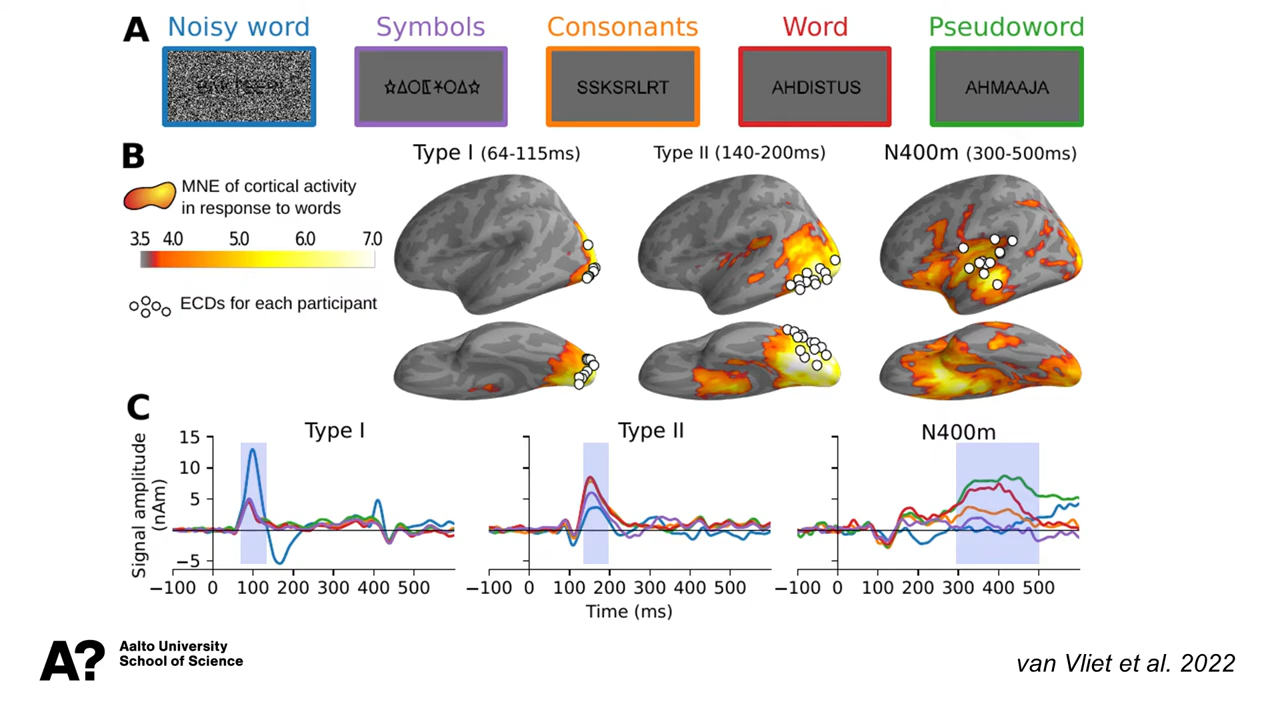 A Noisy word Symbols Consonants Word Pseudoword
☆△○ ¥○△☆ SSKSRLRT AHDISTUS AHMAAJA
B Type I (64-115ms) Type II (140-200ms) N400m (300-500ms)
MNE of cortical activity
in response to words
3.5 4.0 5.0 6.0 7.0
ECDs for each participant
C
Type I Type II N400m
Signal amplitude
(nAm)
15
10
5
0
−5
−100 0 100 200 300 400 500 −100 0 100 200 300 400 500 −100 0 100 200 300 400 500
Time (ms)
A? Aalto University
School of Science
van Vliet et al. 2022